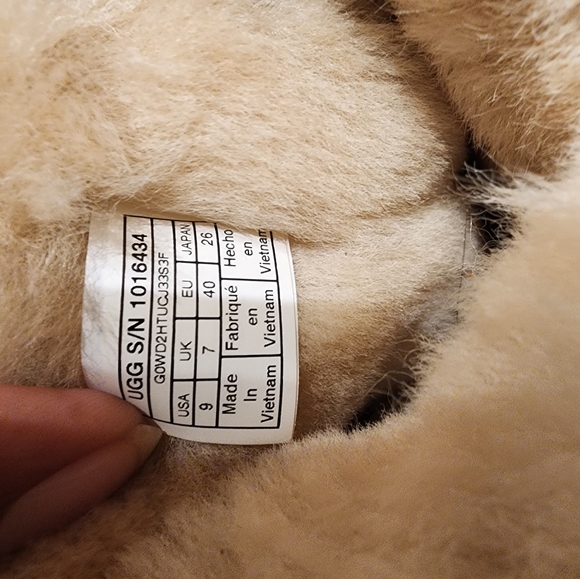 UGG S/N 1016434
G0WD2HTUCJ33S3F
USA UK EU JAPAN
9 7 40 26
Made Fabriqué Hecho
In en en
Vietnam Vietnam Vietnam